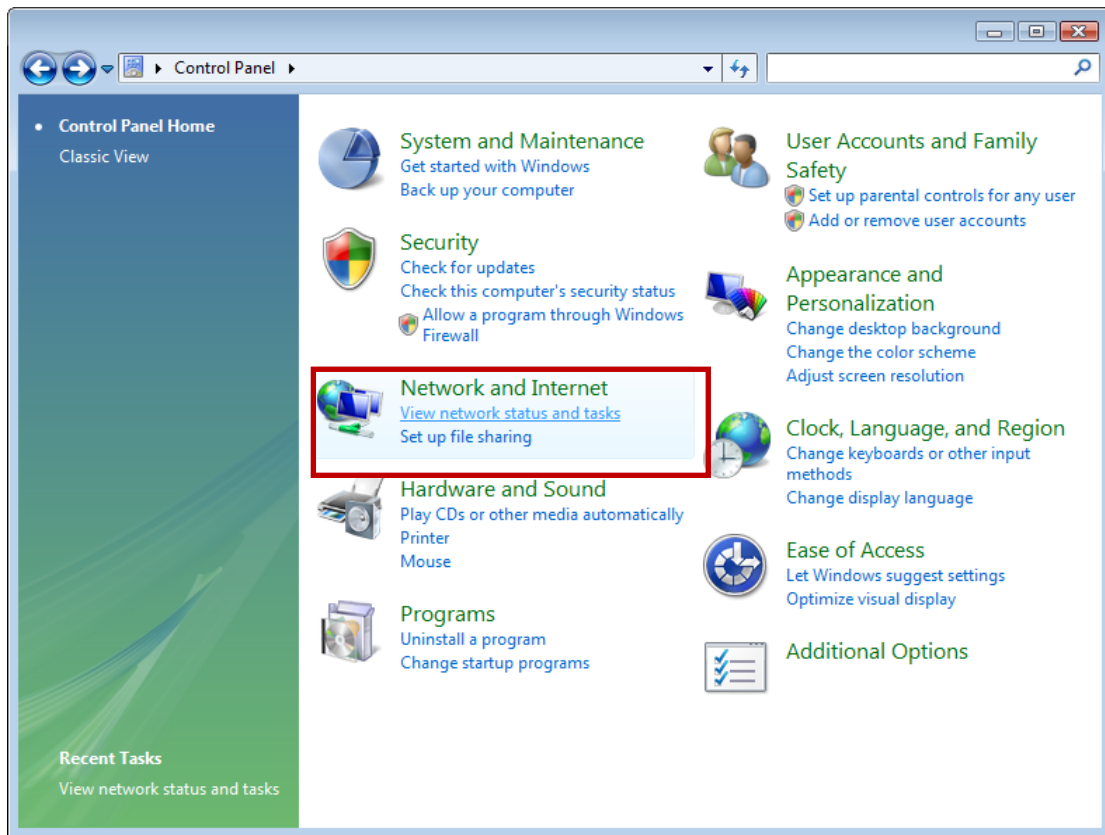 Control Panel
Control Panel Home
Classic View
System and Maintenance
Get started with Windows
Back up your computer
Security
Check for updates
Check this computer's security status
Allow a program through Windows
Firewall
Network and Internet
View network status and tasks
Set up file sharing
Hardware and Sound
Play CDs or other media automatically
Printer
Mouse
Programs
Uninstall a program
Change startup programs
User Accounts and Family
Safety
Set up parental controls for any user
Add or remove user accounts
Appearance and
Personalization
Change desktop background
Change the color scheme
Adjust screen resolution
Clock, Language, and Region
Change keyboards or other input
methods
Change display language
Ease of Access
Let Windows suggest settings
Optimize visual display
Additional Options
Recent Tasks
View network status and tasks